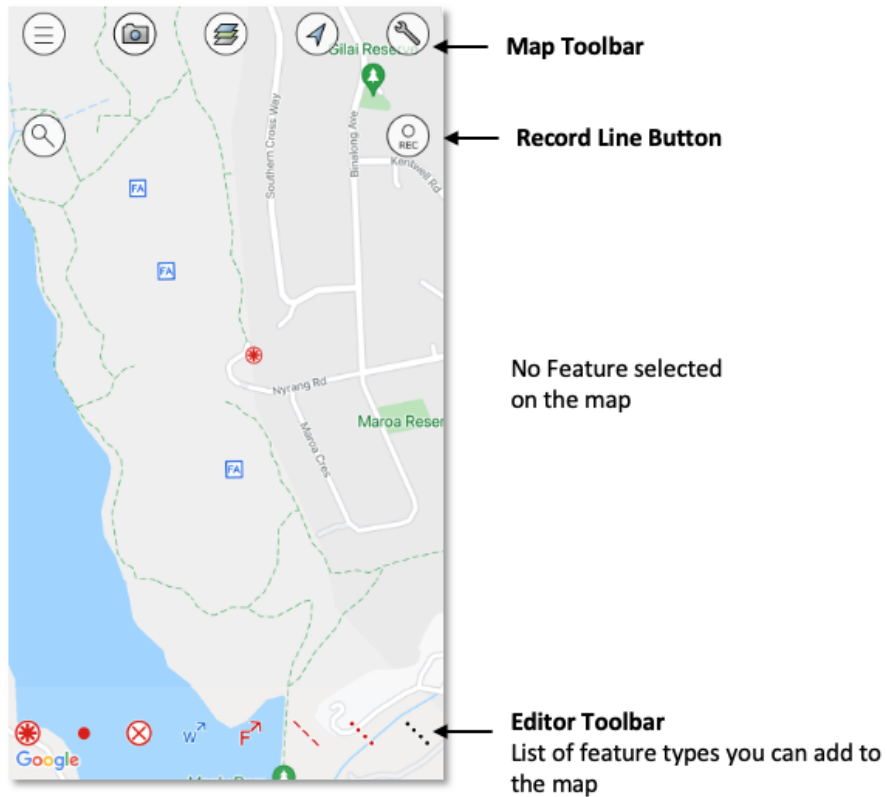 Gilai Reserve
Map Toolbar
Southern Cross Way
Binalong Ave
REC
Record Line Button
Kentwell Rd
FA
FA
No Feature selected
on the map
Nyrang Rd
Maroa Reser
Maroa Cres
FA
Editor Toolbar
W
F
List of feature types you can add to
the map
Google